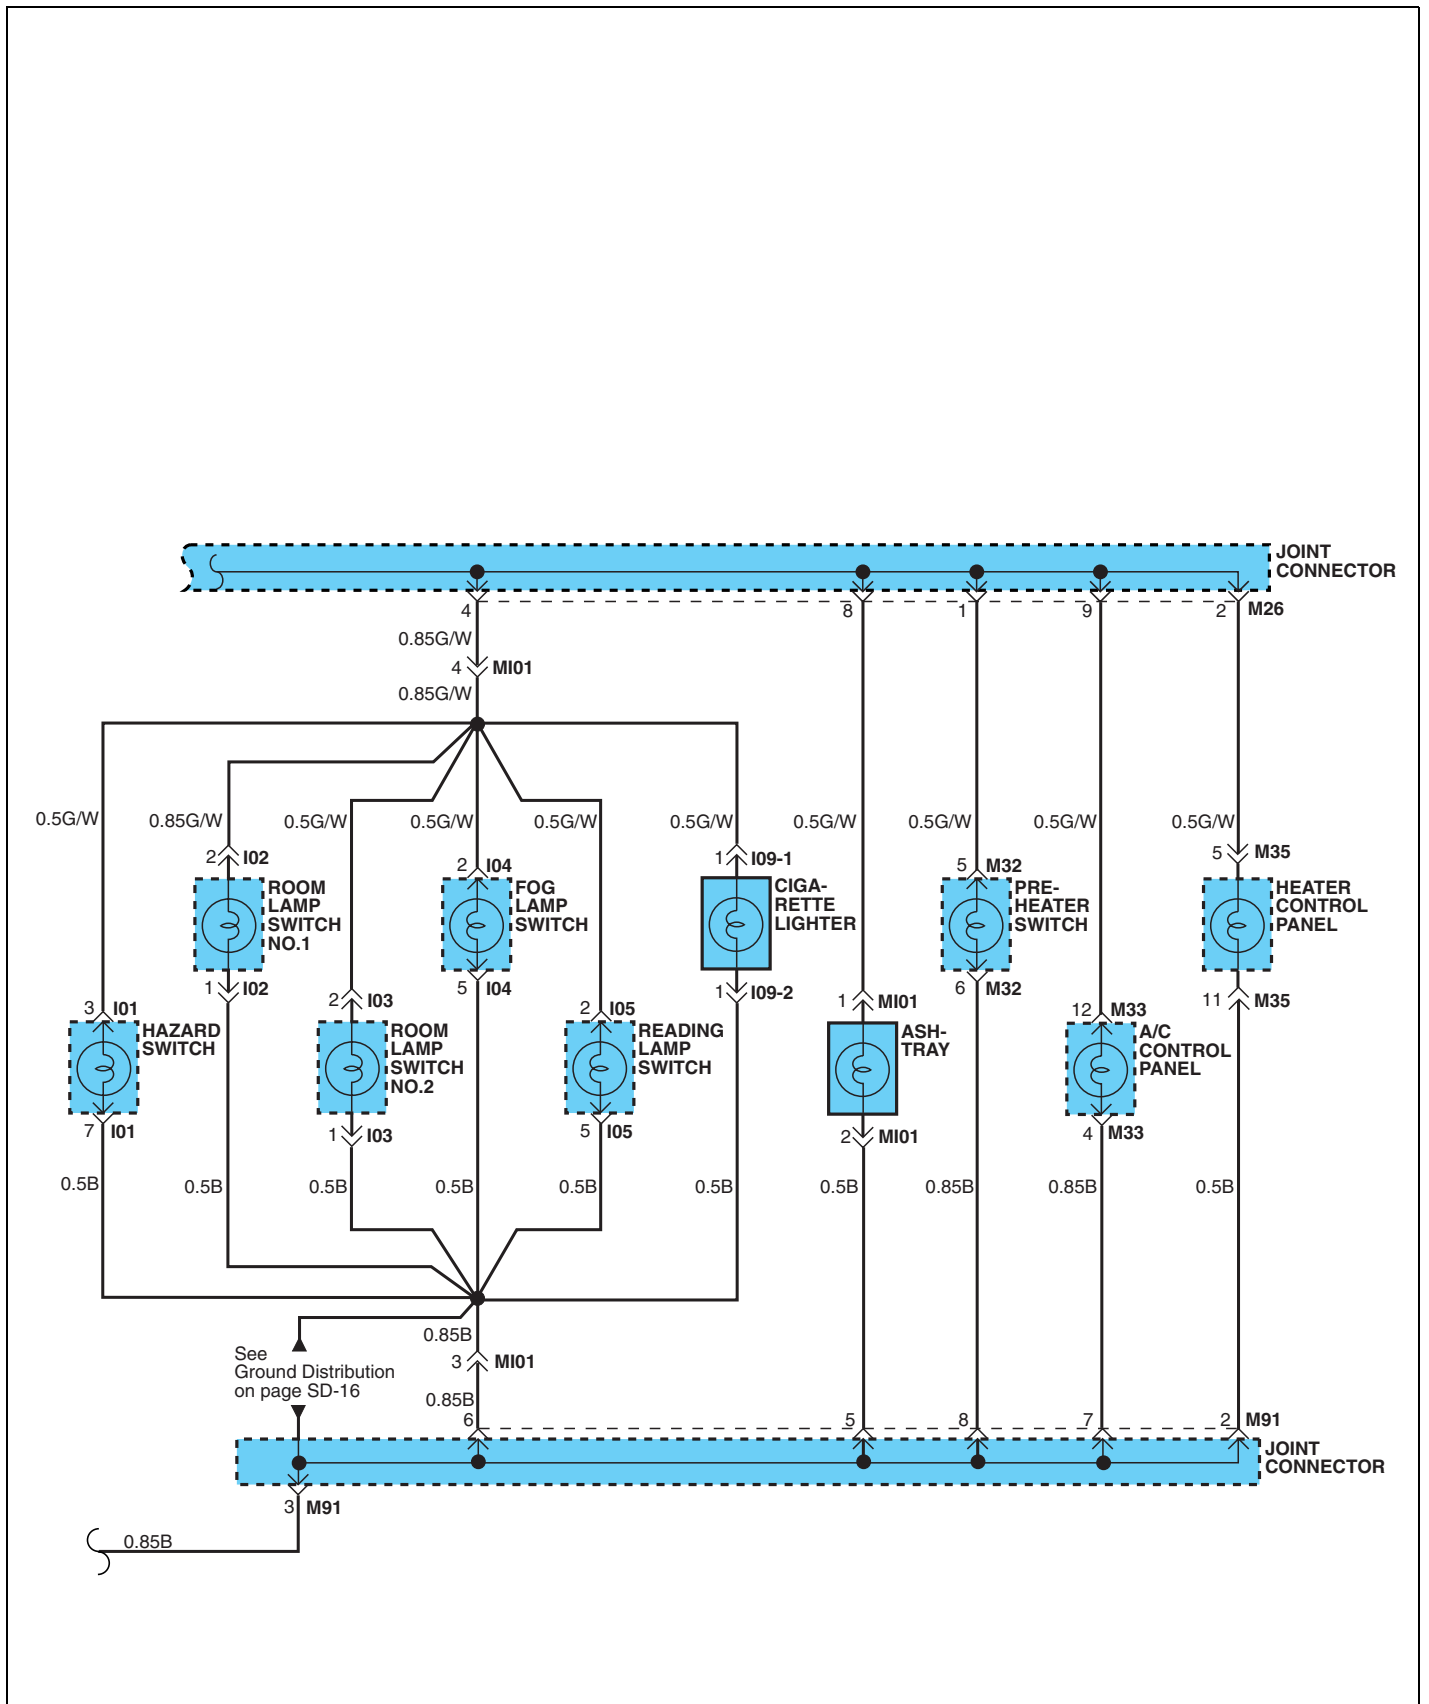 JOINT
CONNECTOR
4 8 1 9 2 M26
0.85G/W
4 MI01
0.85G/W
0.5G/W 0.85G/W 0.5G/W 0.5G/W 0.5G/W 0.5G/W 0.5G/W 0.5G/W 0.5G/W 0.5G/W
2 I02
2 I04
1 I09-1
5 M32
5 M35
ROOM
LAMP
SWITCH
NO.1
FOG
LAMP
SWITCH
CIGA-
RETTE
LIGHTER
PRE-
HEATER
SWITCH
HEATER
CONTROL
PANEL
1 I02
5 I04
1 I09-2
6 M32
11 M35
3 I01
2 I03
2 I05
1 MI01
12 M33
HAZARD
SWITCH
ROOM
LAMP
SWITCH
NO.2
READING
LAMP
SWITCH
ASH-
TRAY
A/C
CONTROL
PANEL
7 I01
1 I03
5 I05
2 MI01
4 M33
0.5B 0.5B 0.5B 0.5B 0.5B 0.5B 0.5B 0.85B 0.85B 0.5B
0.85B
3 MI01
0.85B
See
Ground Distribution
on page SD-16
6 5 8 7 2 M91
JOINT
CONNECTOR
3 M91
0.85B